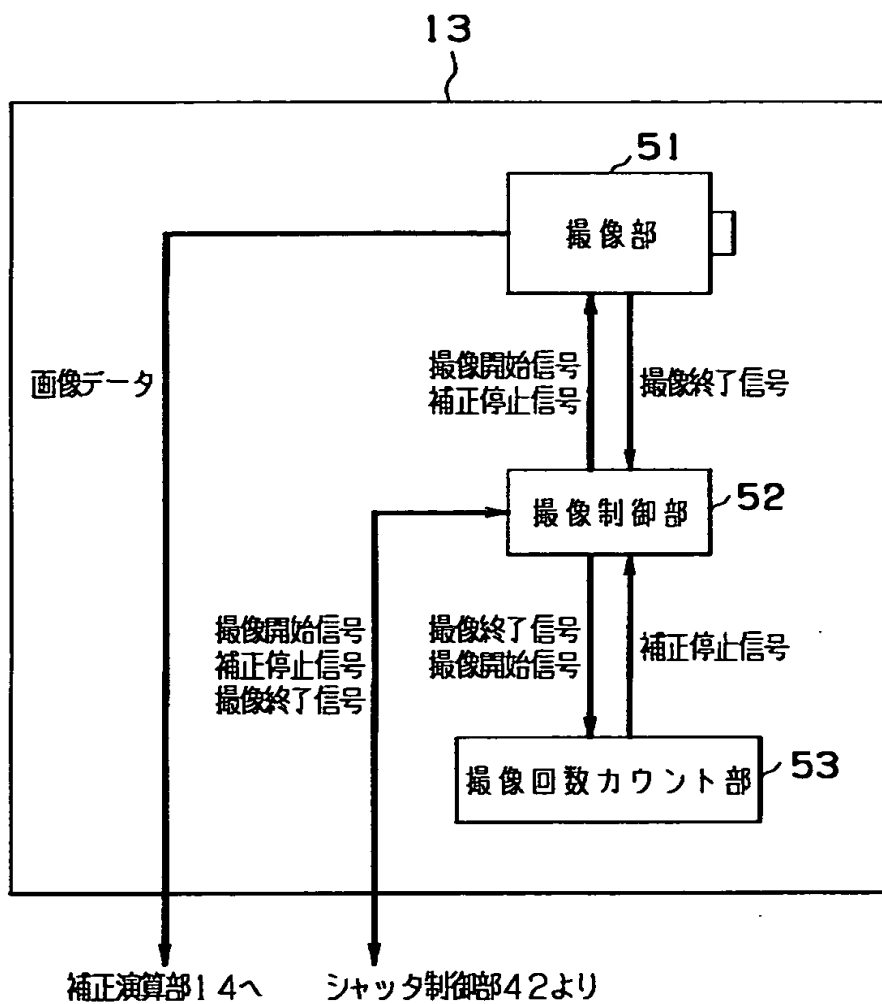 13
51
撮像部
撮像開始信号
補正停止信号
撮像終了信号
画像データ
52
撮像制御部
撮像開始信号
補正停止信号
撮像終了信号
撮像終了信号
撮像開始信号
補正停止信号
53
撮像回数カウント部
補正演算部14へ
シャッタ制御部42より